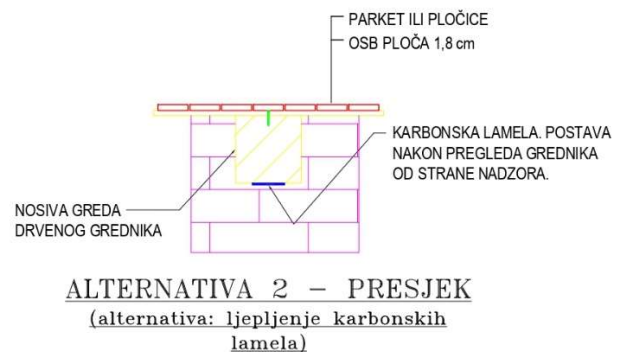 PARKET ILI PLOČICE
OSB PLOČA 1,8 cm
KARBONSKA LAMELA. POSTAVA
NAKON PREGLEDA GREDNIKA
OD STRANE NADZORA.
NOSIVA GREDA
DRVENOG GREDNIKA
ALTERNATIVA 2 – PRESJEK
(alternativa: ljepljenje karbonskih
lamela)